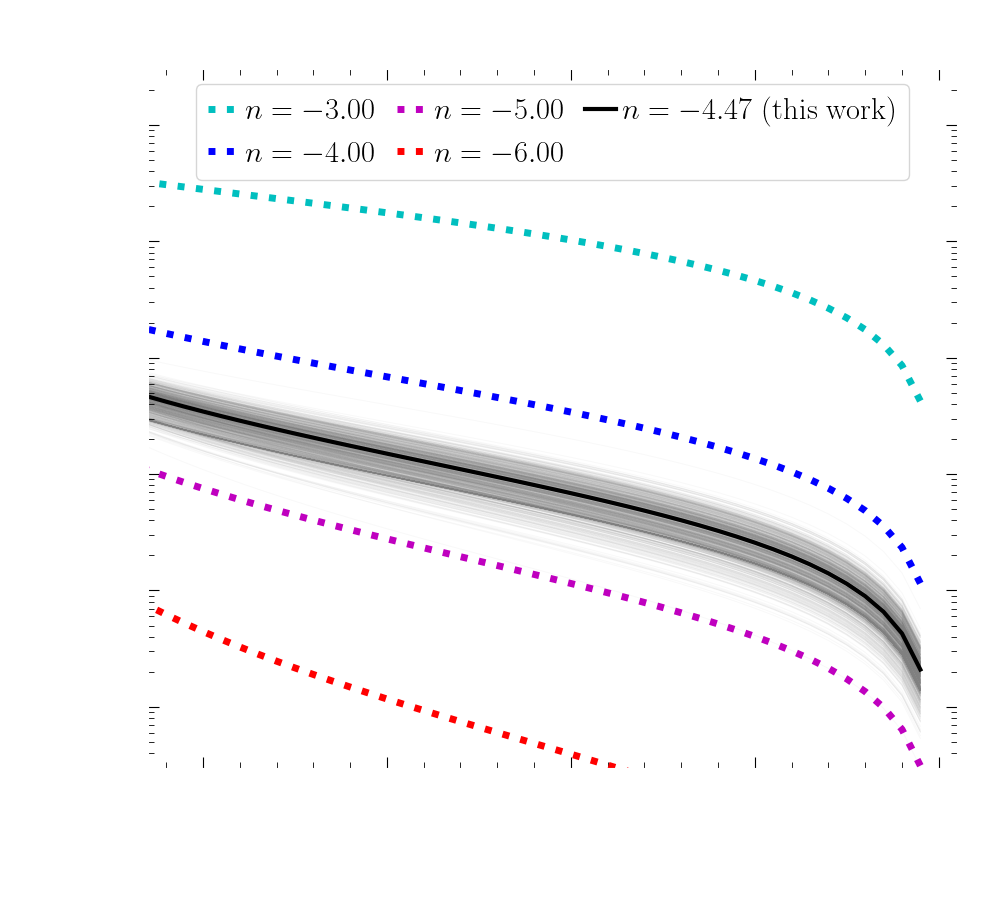 n = −3.00 n = −5.00 n = −4.47 (this work)
n = −4.00 n = −6.00